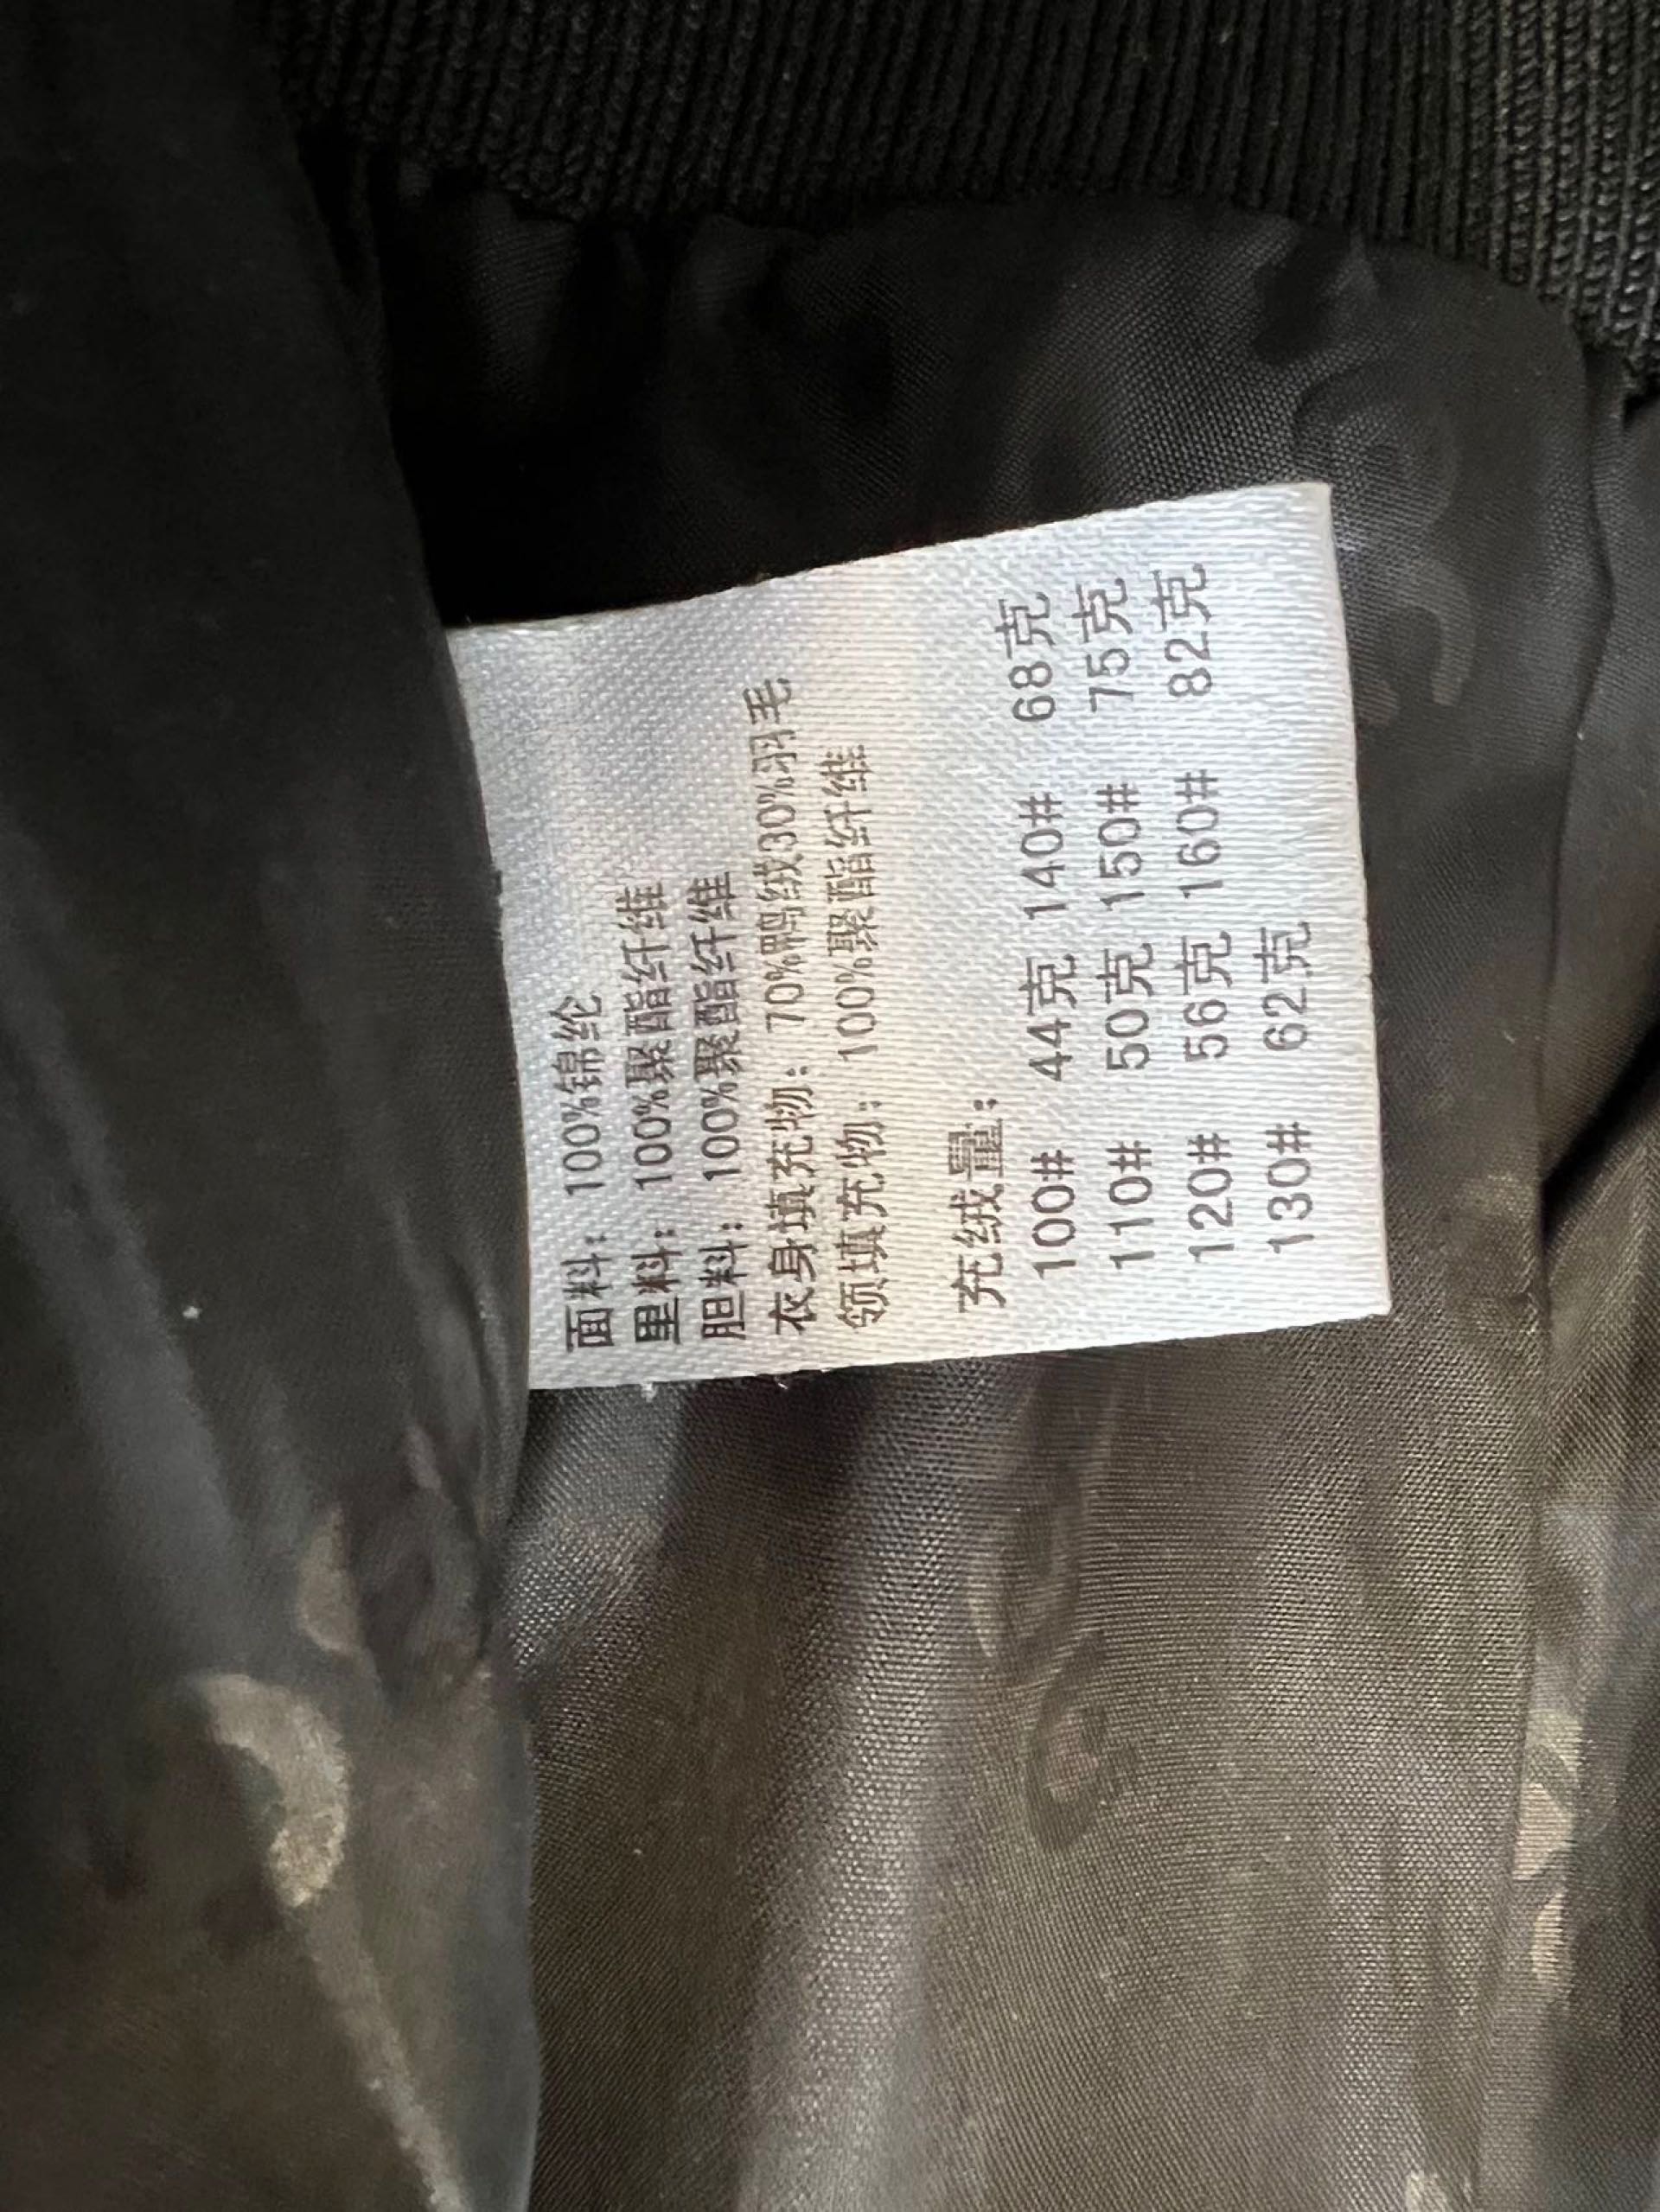 面料：100%锦纶
里料：100%聚酯纤维
胆料：100%聚酯纤维
衣身填充物：70%鸭绒30%羽毛
领填充物：100%聚酯纤维
充绒量：
100# 44克 140# 68克
110# 50克 150# 75克
120# 56克 160# 82克
130# 62克